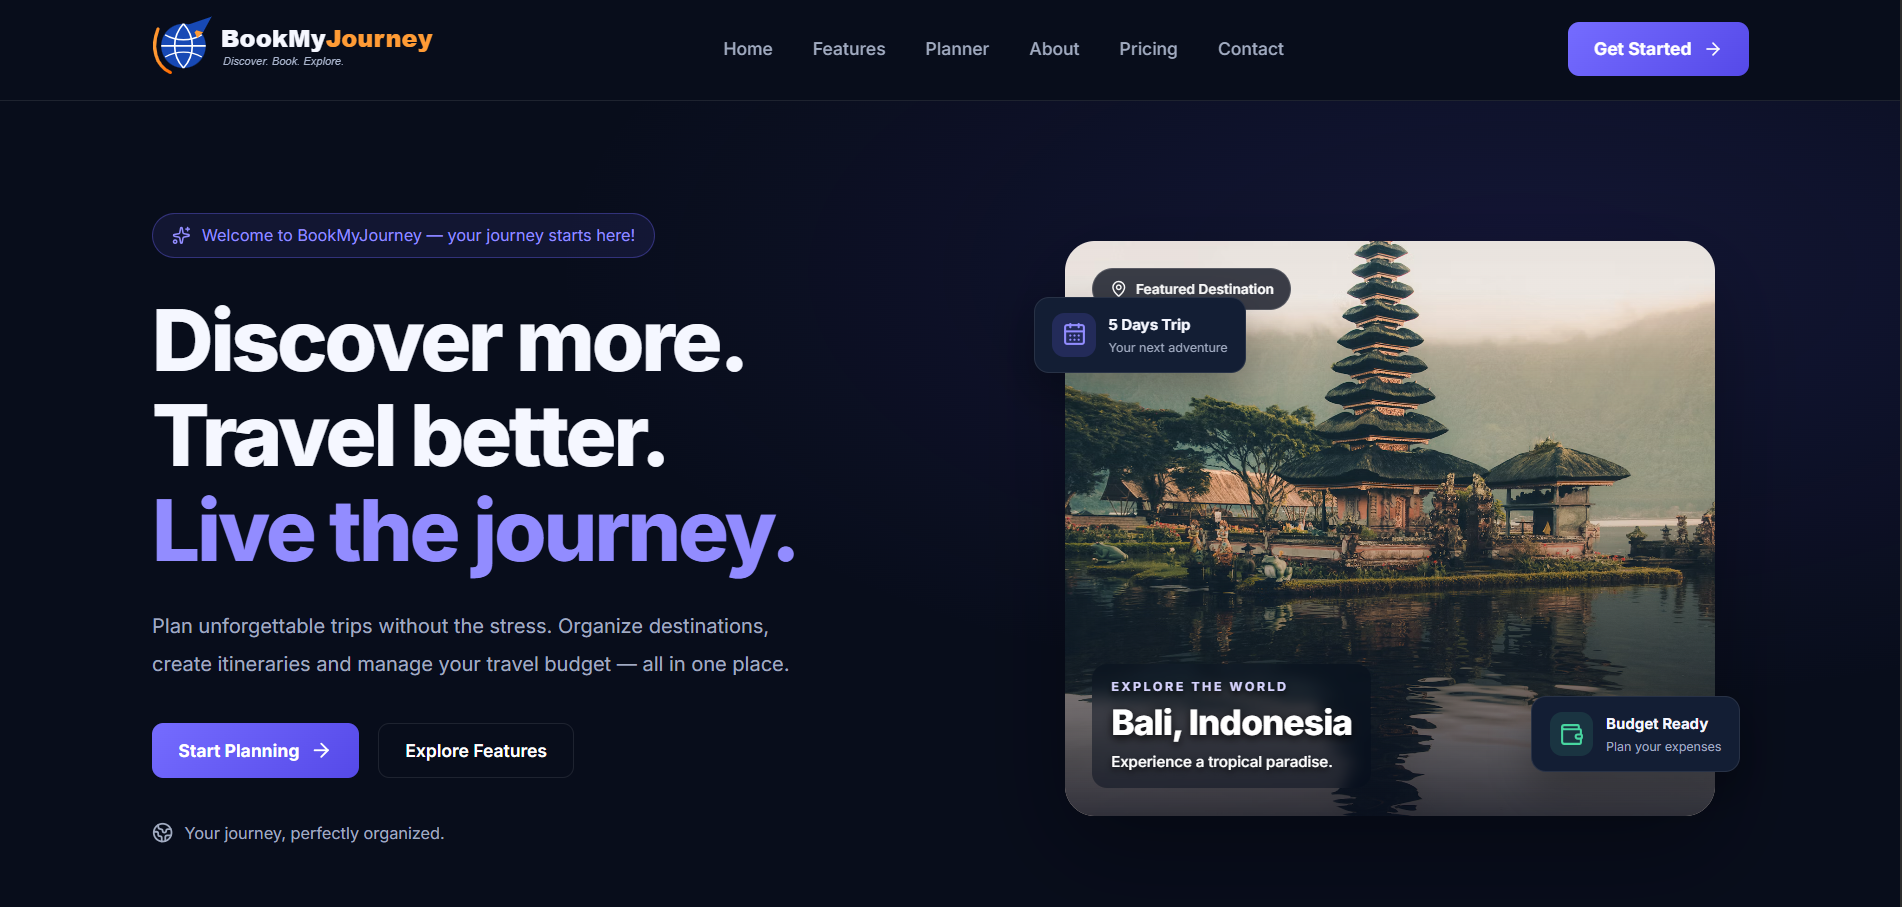 BookMyJourney
Discover. Book. Explore.
Home
Features
Planner
About
Pricing
Contact
Get Started
Welcome to BookMyJourney — your journey starts here!
Discover more.
Travel better.
Live the journey.
Plan unforgettable trips without the stress. Organize destinations,
create itineraries and manage your travel budget — all in one place.
Start Planning
Explore Features
Your journey, perfectly organized.
Featured Destination
5 Days Trip
Your next adventure
EXPLORE THE WORLD
Bali, Indonesia
Experience a tropical paradise.
Budget Ready
Plan your expenses